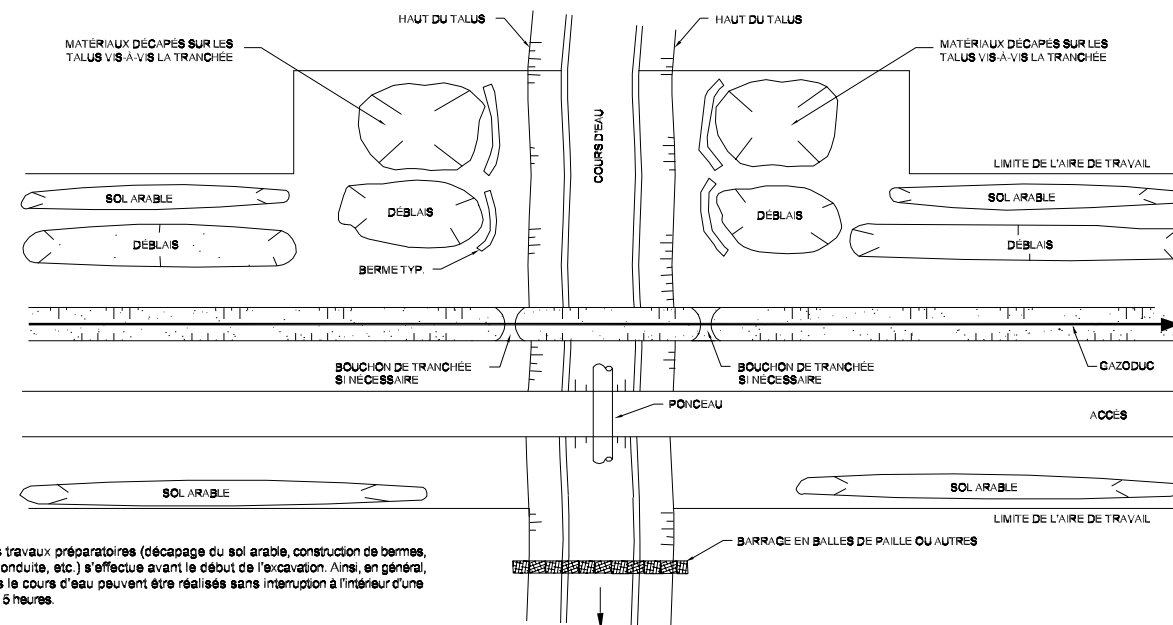 HAUT DU TALUS
HAUT DU TALUS
MATÉRIAUX DÉCAPÉS SUR LES
TALUS VIS-À-VIS LA TRANCHÉE
MATÉRIAUX DÉCAPÉS SUR LES
TALUS VIS-À-VIS LA TRANCHÉE
COURS D'EAU
LIMITE DE L'AIRE DE TRAVAIL
SOL ARABLE
SOL ARABLE
DÉBLAIS
DÉBLAIS
DÉBLAIS
DÉBLAIS
BERME TYP.
BOUCHON DE TRANCHÉE
SI NÉCESSAIRE
BOUCHON DE TRANCHÉE
SI NÉCESSAIRE
GAZODUC
PONCEAU
ACCÈS
SOL ARABLE
SOL ARABLE
LIMITE DE L'AIRE DE TRAVAIL
BARRAGE EN BALLES DE PAILLE OU AUTRES
s travaux préparatoires (décapage du sol arable, construction de bermes,
onduite, etc.) s'effectue avant le début de l'excavation. Ainsi, en général,
s le cours d'eau peuvent être réalisés sans interruption à l'intérieur d'une
5 heures.